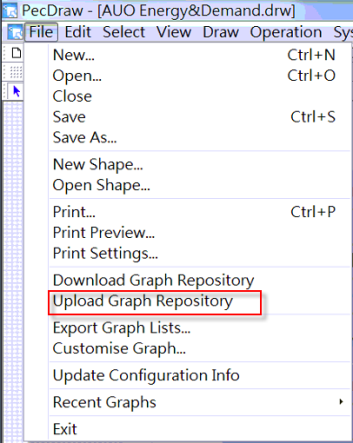 PecDraw - [AUO Energy&Demand.drw]
File Edit Select View Draw Operation Sys
New... Ctrl+N
Open... Ctrl+O
Close
Save Ctrl+S
Save As...
New Shape...
Open Shape...
Print... Ctrl+P
Print Preview...
Print Settings...
Download Graph Repository
Upload Graph Repository
Export Graph Lists...
Customise Graph...
Update Configuration Info
Recent Graphs
Exit